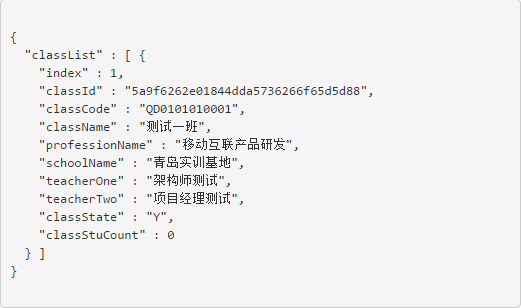 {
"classList" : [ {
"index" : 1,
"classId" : "5a9f6262e01844dda5736266f65d5d88",
"classCode" : "QD0101010001",
"className" : "测试一班",
"professionName" : "移动互联产品研发",
"schoolName" : "青岛实训基地",
"teacherOne" : "架构师测试",
"teacherTwo" : "项目经理测试",
"classState" : "Y",
"classStuCount" : 0
} ]
}